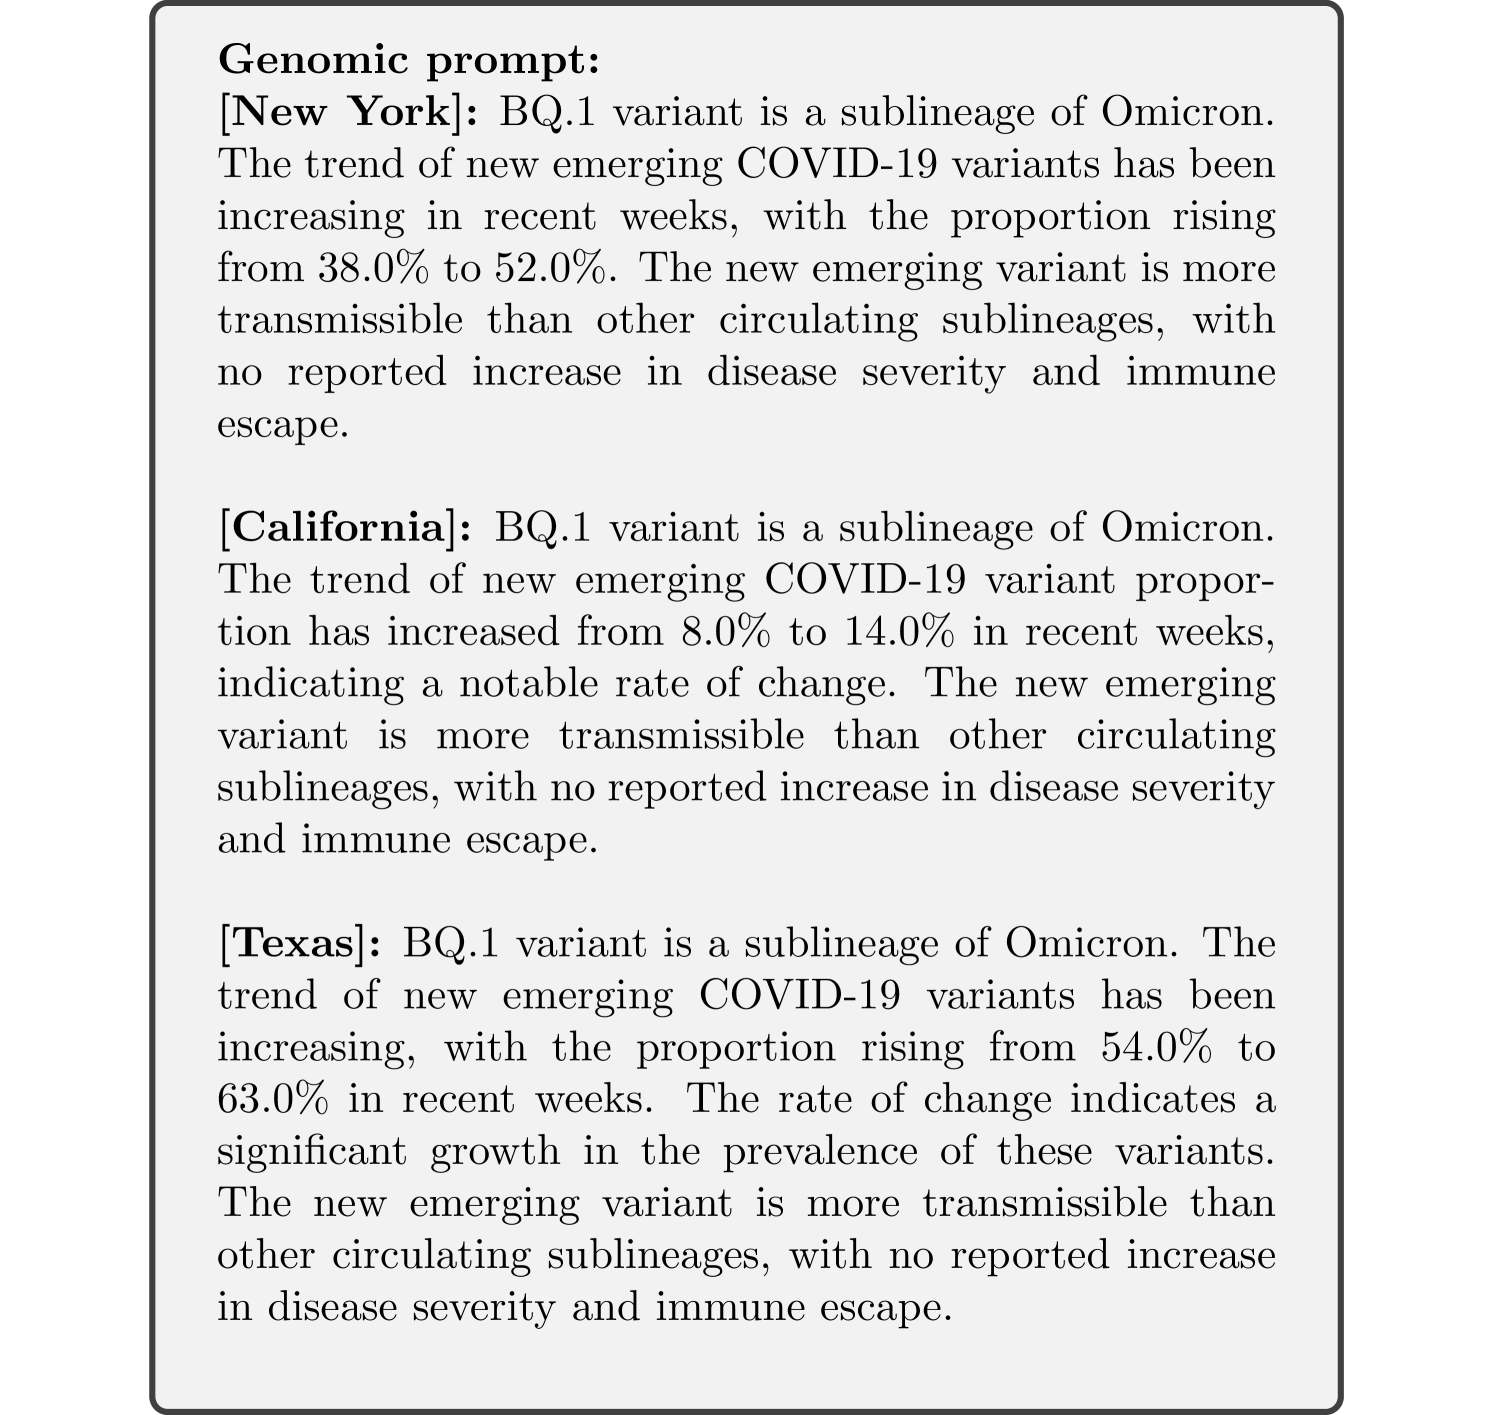 Genomic prompt:
[New York]: BQ.1 variant is a sublineage of Omicron.
The trend of new emerging COVID-19 variants has been
increasing in recent weeks, with the proportion rising
from 38.0% to 52.0%. The new emerging variant is more
transmissible than other circulating sublineages, with
no reported increase in disease severity and immune
escape.
[California]: BQ.1 variant is a sublineage of Omicron.
The trend of new emerging COVID-19 variant propor-
tion has increased from 8.0% to 14.0% in recent weeks,
indicating a notable rate of change. The new emerging
variant is more transmissible than other circulating
sublineages, with no reported increase in disease severity
and immune escape.
[Texas]: BQ.1 variant is a sublineage of Omicron. The
trend of new emerging COVID-19 variants has been
increasing, with the proportion rising from 54.0% to
63.0% in recent weeks. The rate of change indicates a
significant growth in the prevalence of these variants.
The new emerging variant is more transmissible than
other circulating sublineages, with no reported increase
in disease severity and immune escape.